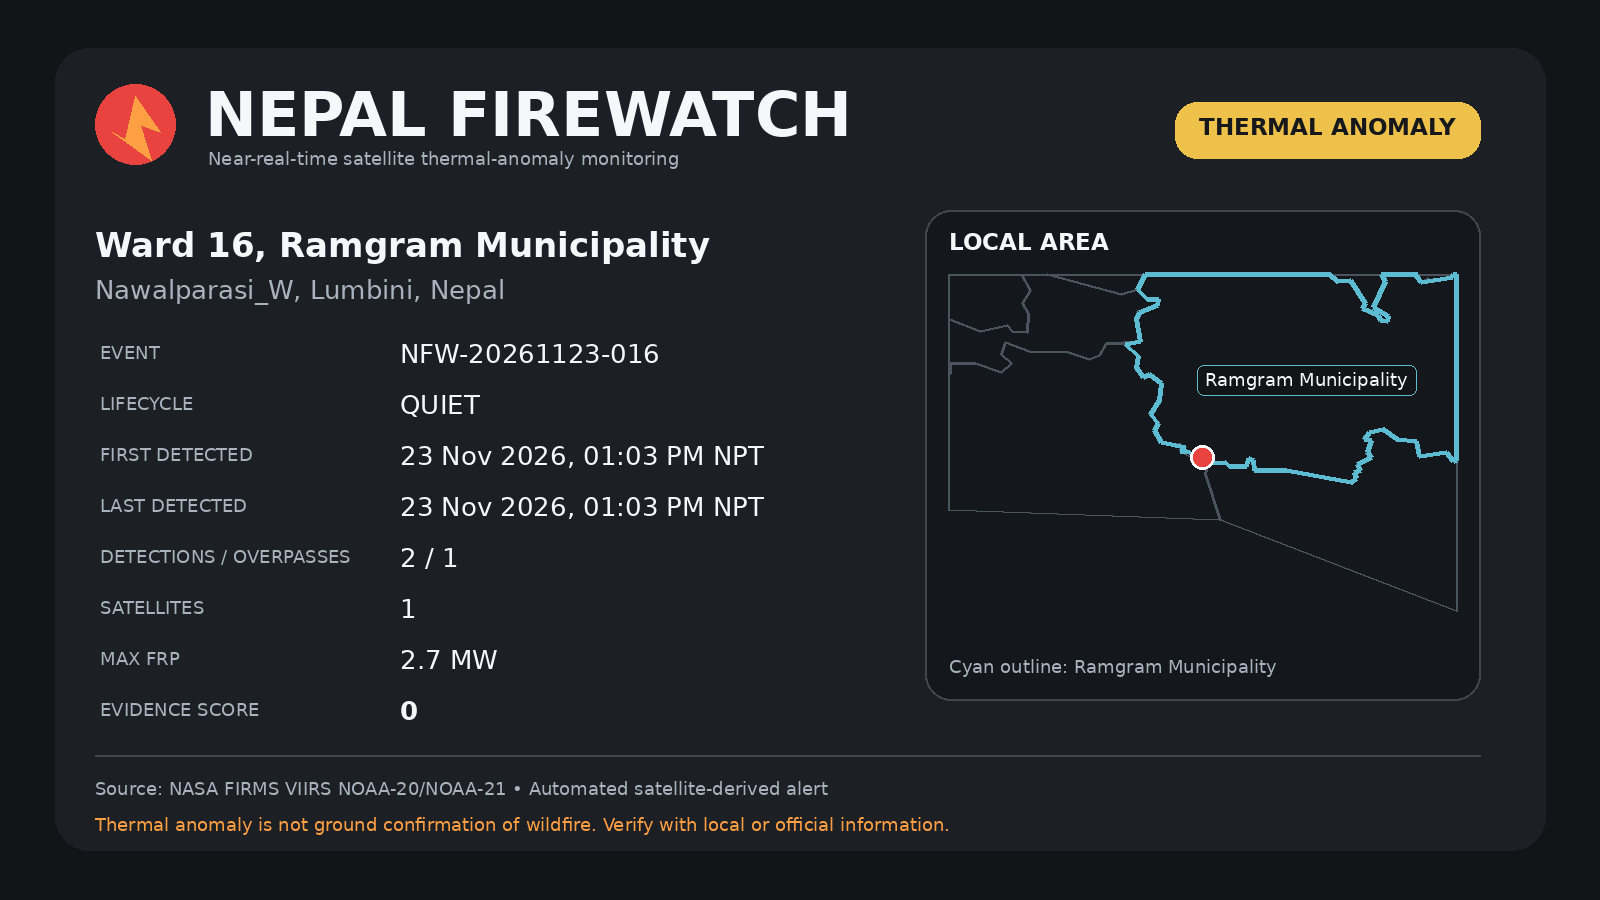 NEPAL FIREWATCH
Near-real-time satellite thermal-anomaly monitoring
THERMAL ANOMALY
Ward 16, Ramgram Municipality
Nawalparasi_W, Lumbini, Nepal
EVENT NFW-20261123-016
LIFECYCLE QUIET
FIRST DETECTED 23 Nov 2026, 01:03 PM NPT
LAST DETECTED 23 Nov 2026, 01:03 PM NPT
DETECTIONS / OVERPASSES 2 / 1
SATELLITES 1
MAX FRP 2.7 MW
EVIDENCE SCORE 0
LOCAL AREA
Ramgram Municipality
Cyan outline: Ramgram Municipality
Source: NASA FIRMS VIIRS NOAA-20/NOAA-21 • Automated satellite-derived alert
Thermal anomaly is not ground confirmation of wildfire. Verify with local or official information.